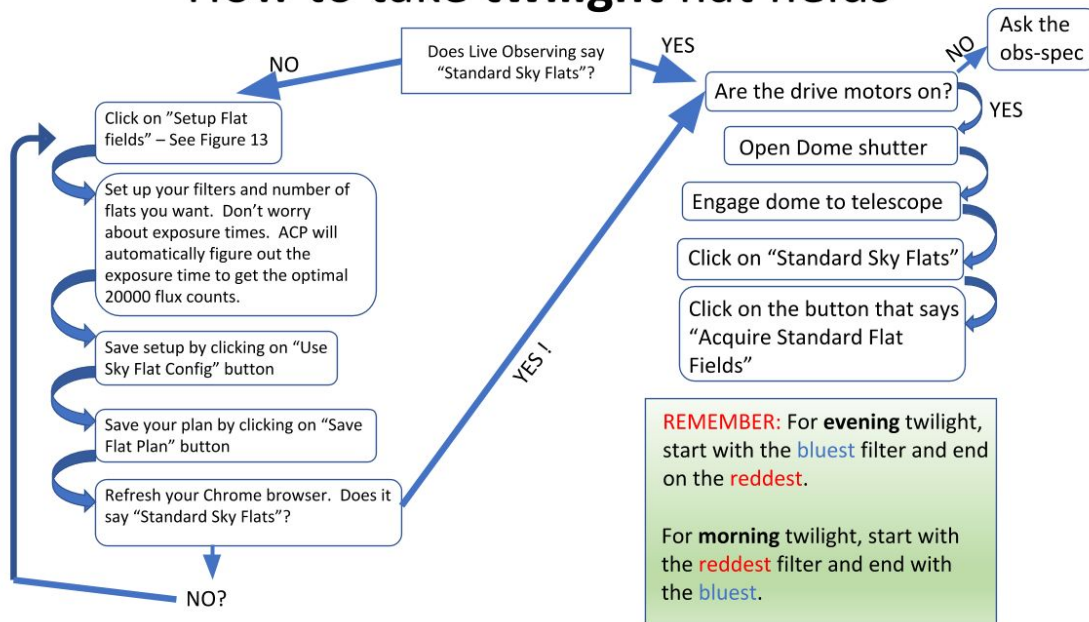 How to take twilight flat fields
Does Live Observing say
“Standard Sky Flats”?
NO
YES
Click on ”Setup Flat
fields” – See Figure 13
Set up your filters and number of
flats you want. Don’t worry
about exposure times. ACP will
automatically figure out the
exposure time to get the optimal
20000 flux counts.
Save setup by clicking on “Use
Sky Flat Config” button
Save your plan by clicking on “Save
Flat Plan” button
Refresh your Chrome browser. Does it
say “Standard Sky Flats”?
NO?
YES !
Are the drive motors on?
NO
Ask the
obs-spec
YES
Open Dome shutter
Engage dome to telescope
Click on “Standard Sky Flats”
Click on the button that says
“Acquire Standard Flat
Fields”
REMEMBER: For evening twilight,
start with the bluest filter and end
on the reddest.
For morning twilight, start with
the reddest filter and end with
the bluest.